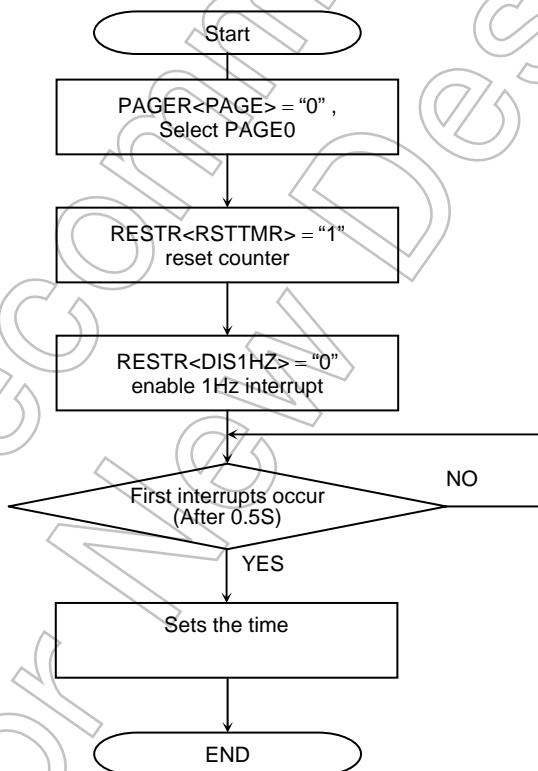 Start
PAGER<PAGE> = “0” ,
Select PAGE0
RESTR<RSTTMR> = “1”
reset counter
RESTR<DIS1HZ> = “0”
enable 1Hz interrupt
First interrupts occur
(After 0.5S)
NO
YES
Sets the time
END